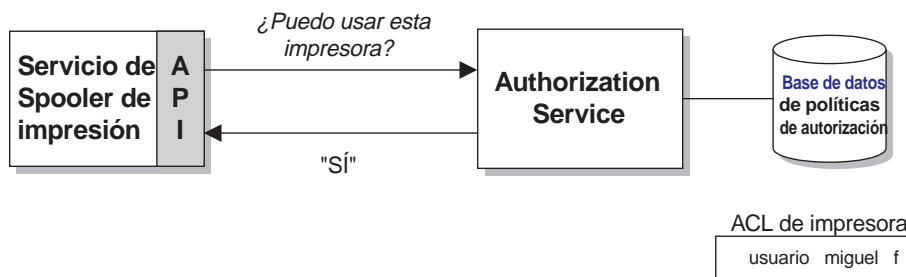 ¿Puedo usar esta
impresora?
Servicio de
Spooler de
impresión
A
P
I
Authorization
Service
Base de datos
de políticas
de autorización
"SÍ"
ACL de impresora
usuario miguel f